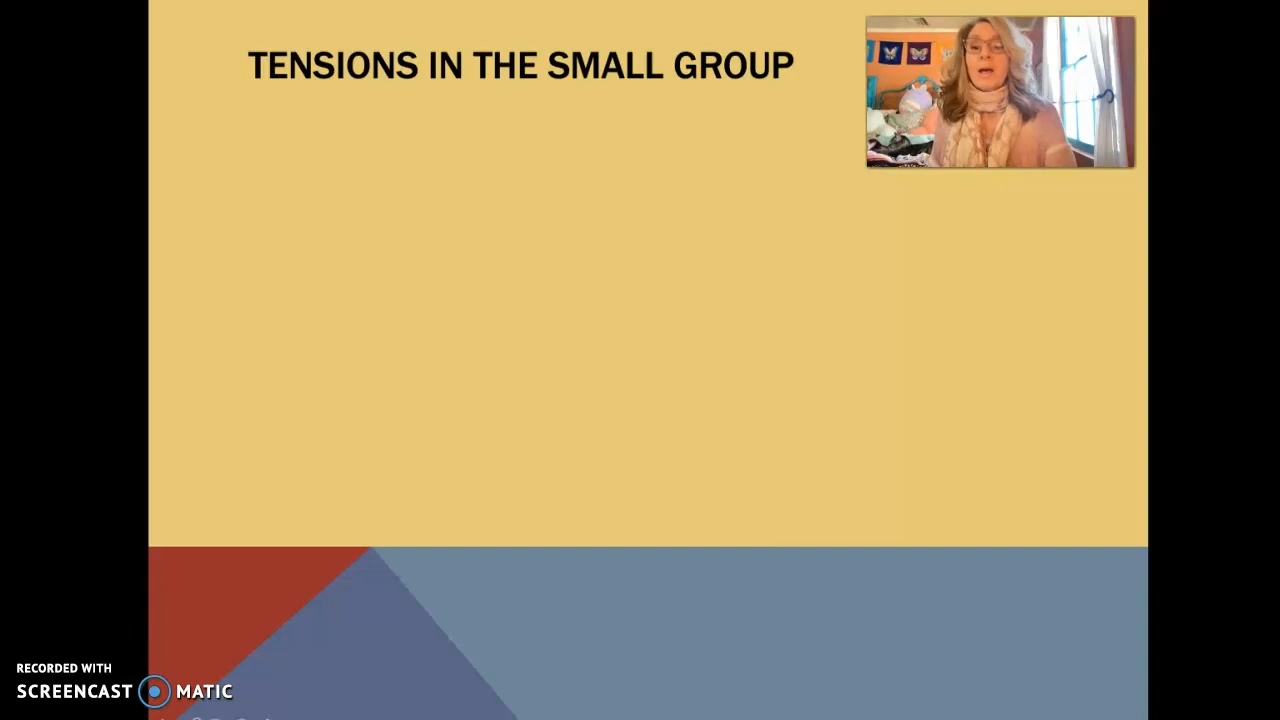 TENSIONS IN THE SMALL GROUP
RECORDED WITH
SCREENCAST MATIC